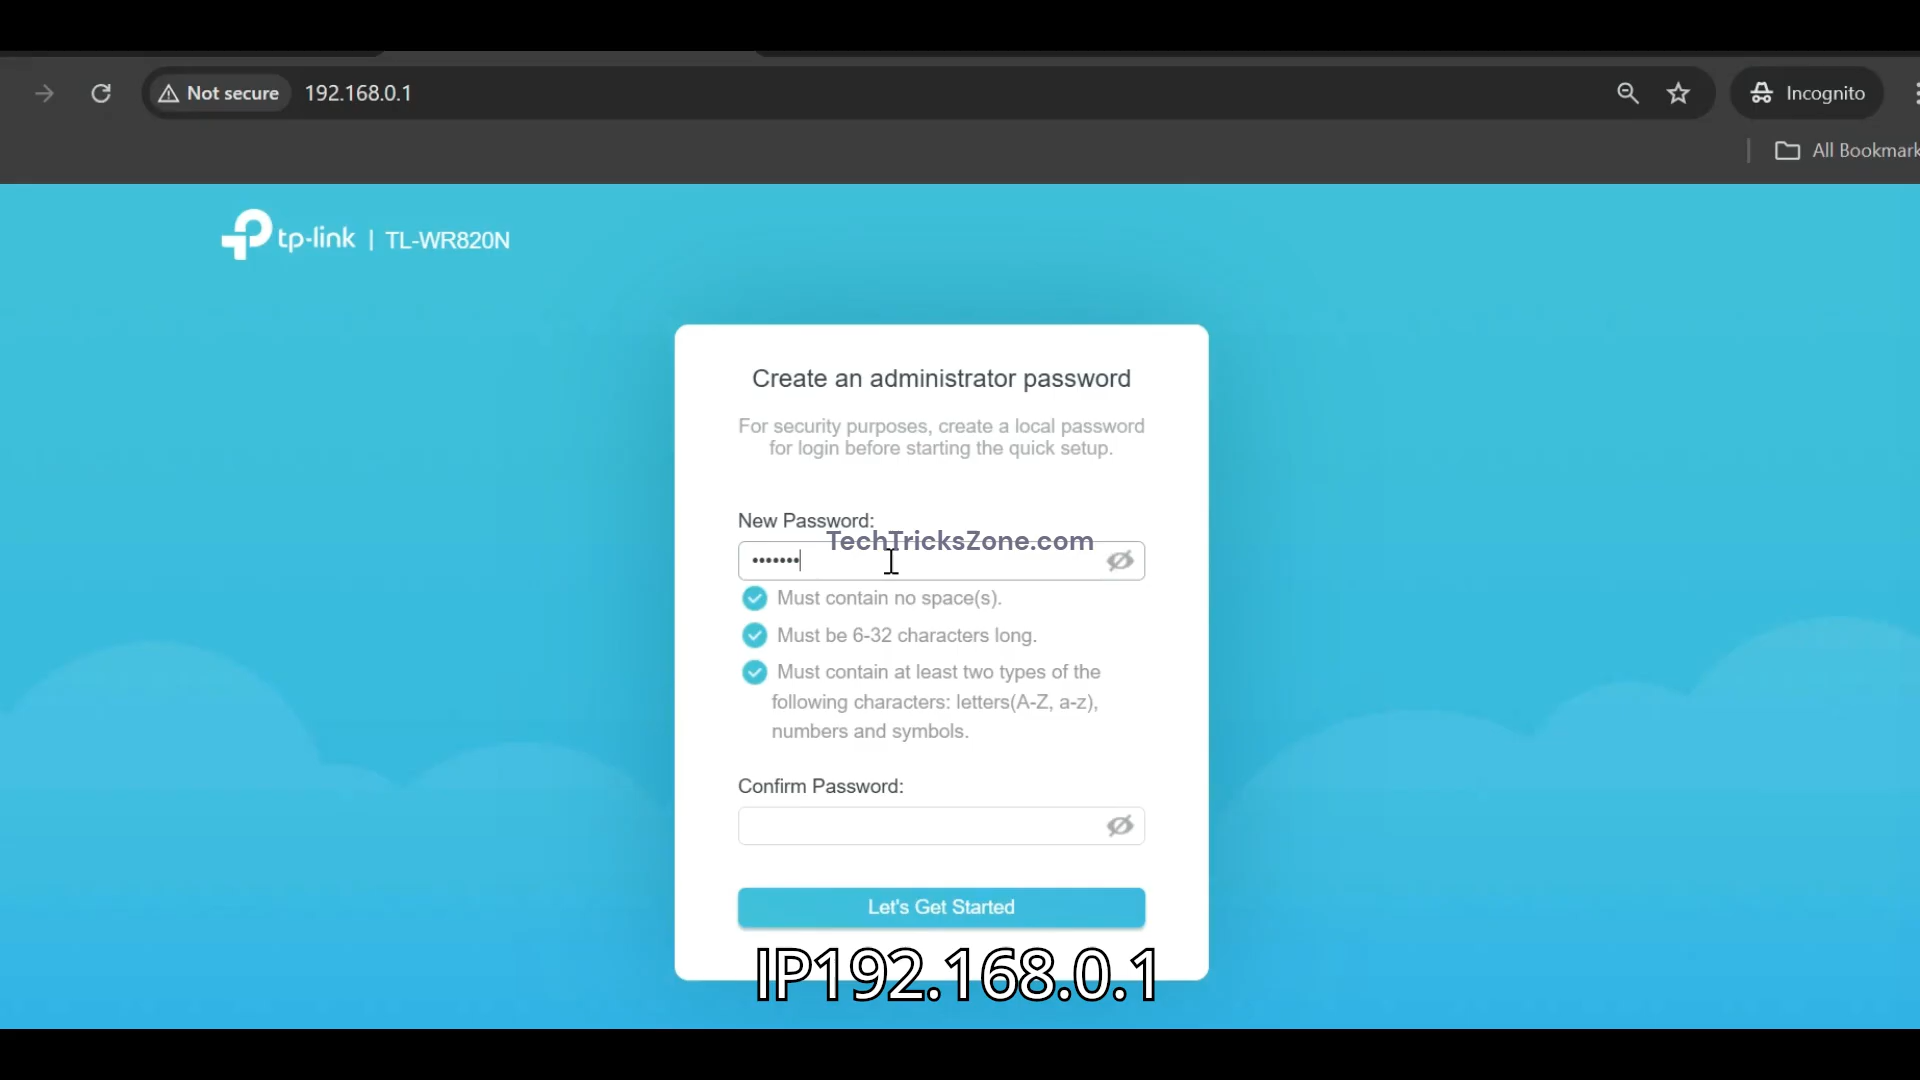 Not secure 192.168.0.1 Incognito
All Bookmark
tp-link | TL-WR820N
Create an administrator password
For security purposes, create a local password
for login before starting the quick setup.
New Password:
TechTricksZone.com
•••••••
Must contain no space(s).
Must be 6-32 characters long.
Must contain at least two types of the
following characters: letters(A-Z, a-z),
numbers and symbols.
Confirm Password:
Let's Get Started
IP192.168.0.1